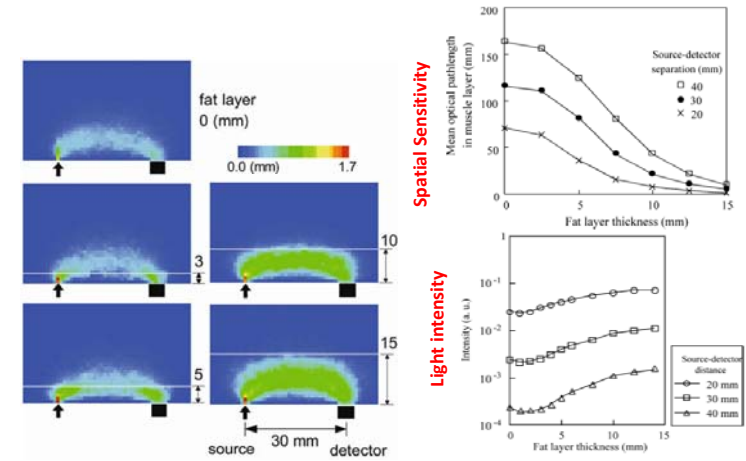 fat layer
0 (mm)
0.0 (mm)
1.7
3
10
5
15
30 mm
source
detector
Spatial Sensitivity
Mean optical pathlength
in muscle layer (mm)
200
150
100
50
0
Source-detector
separation (mm)
40
30
20
0
5
10
15
Fat layer thickness (mm)
Light intensity
Intensity (a. u.)
1
10⁻¹
10⁻²
10⁻³
10⁻⁴
0
5
10
15
Fat layer thickness (mm)
Source-detector
distance
20 mm
30 mm
40 mm